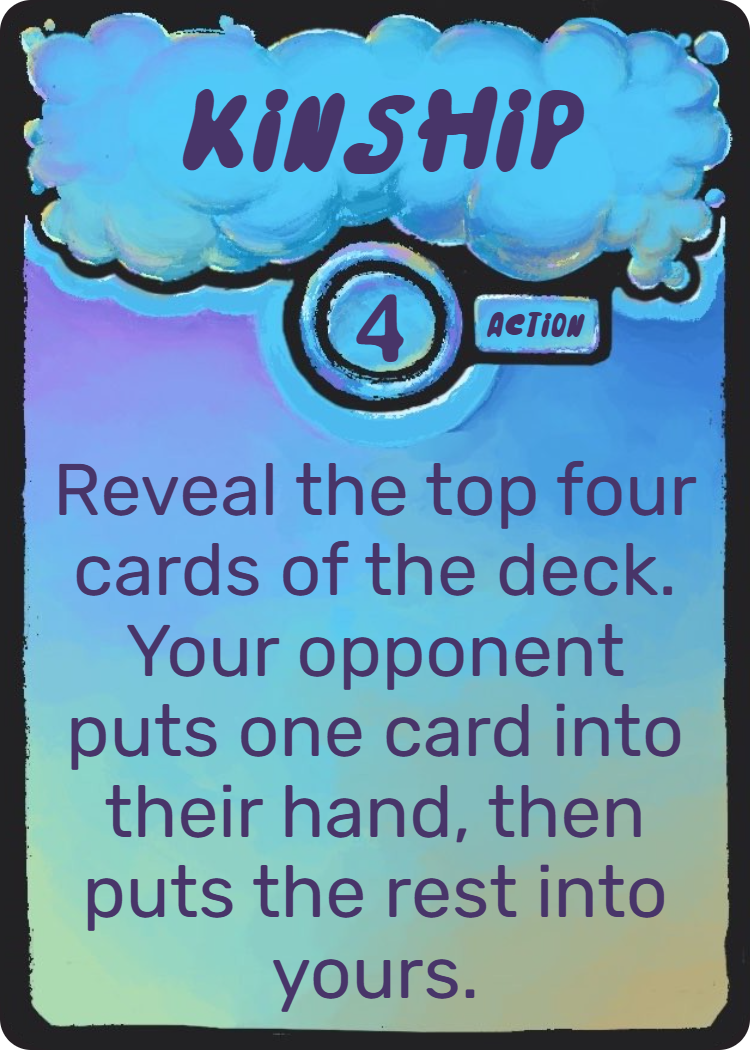 KiNSHiP
4
ACTiON
Reveal the top four
cards of the deck.
Your opponent
puts one card into
their hand, then
puts the rest into
yours.